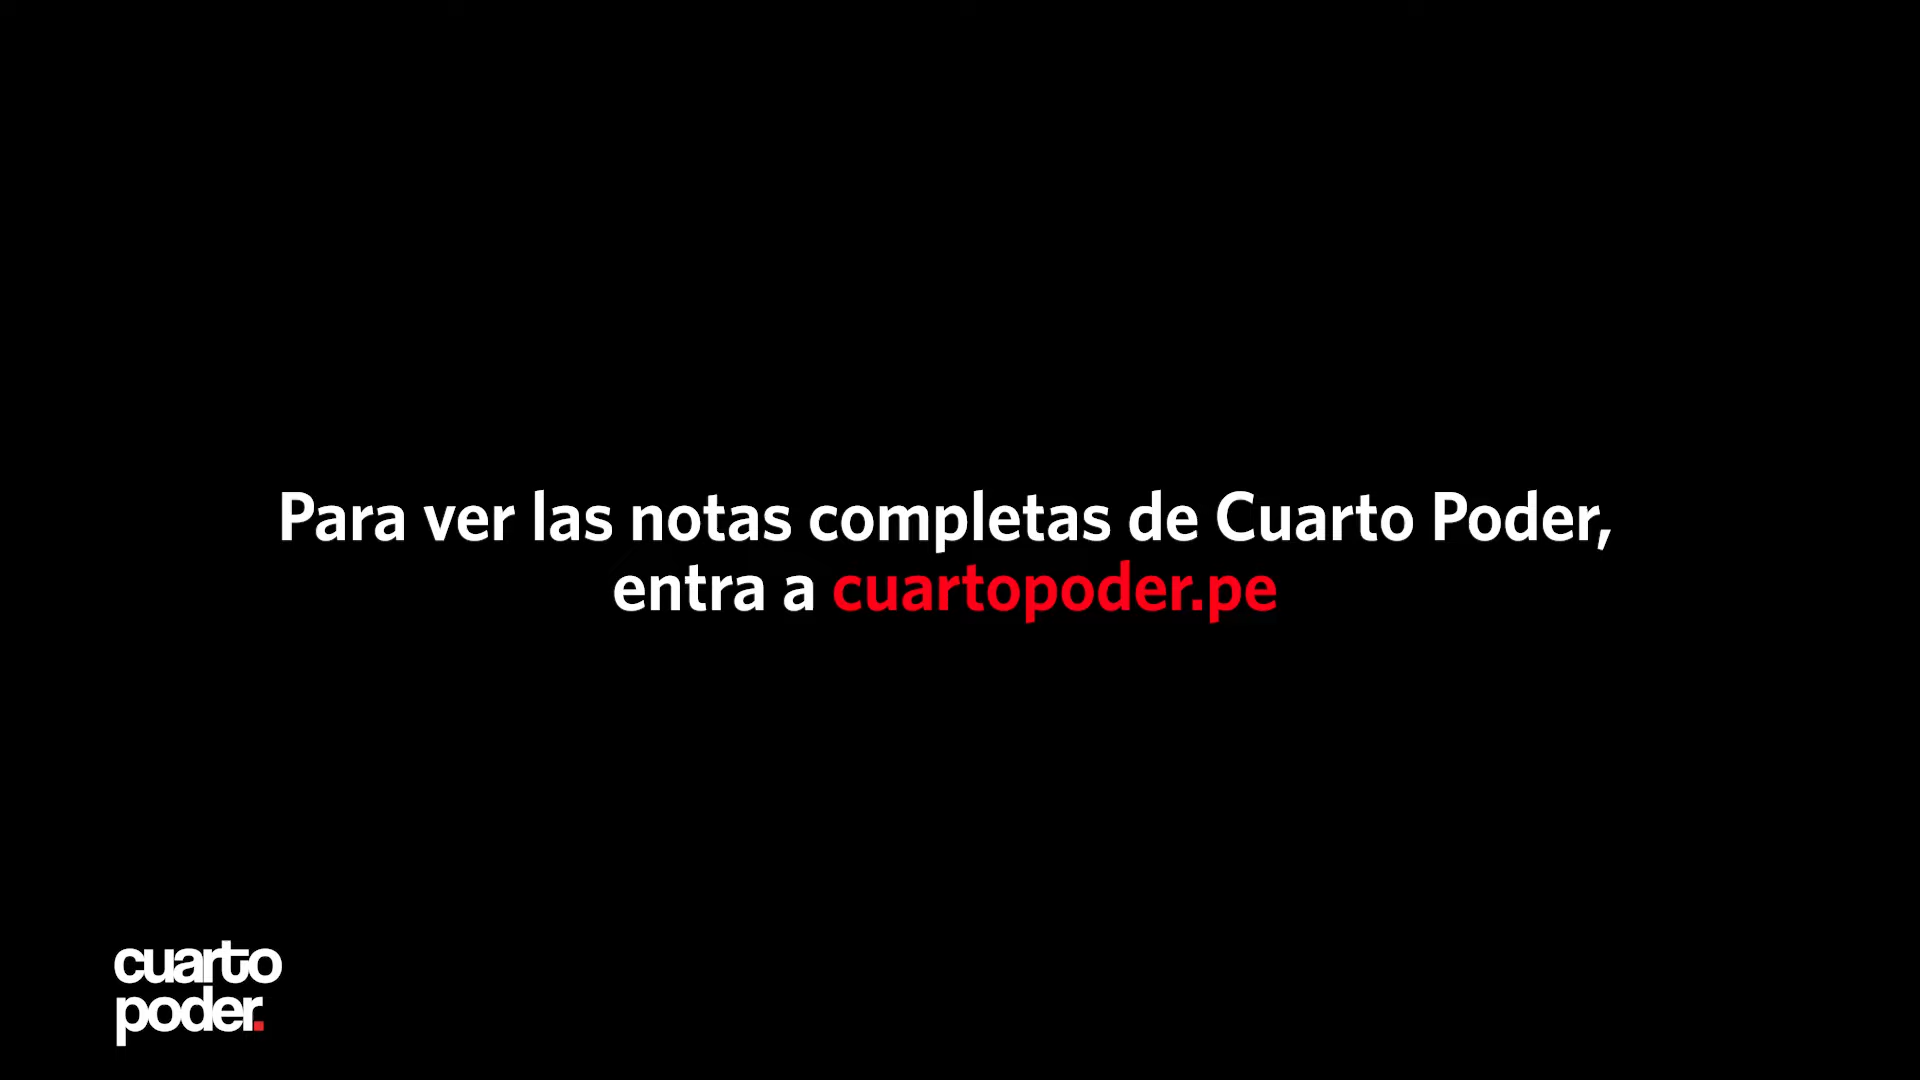 Para ver las notas completas de Cuarto Poder,
entra a cuartopoder.pe
cuarto
poder.